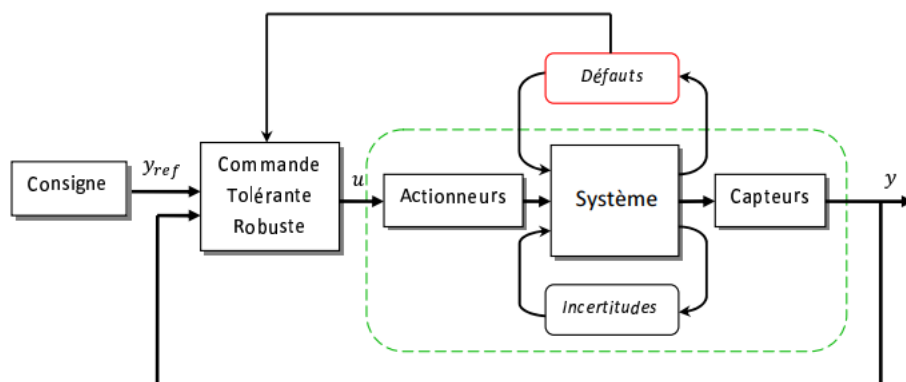 Défauts
Consigne
y_ref
Commande
Tolérante
Robuste
u
Actionneurs
Système
Capteurs
y
Incertitudes